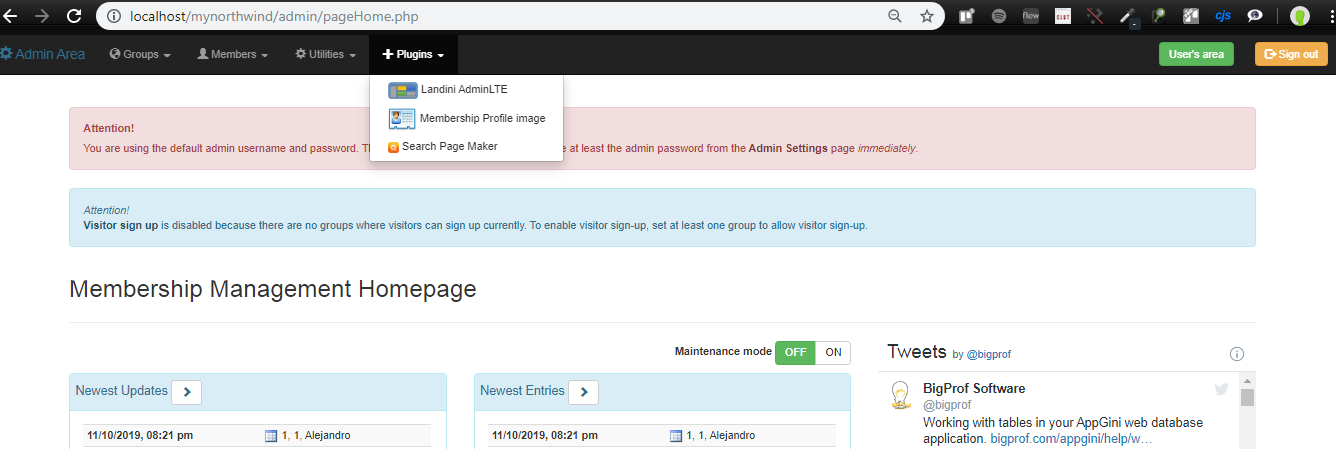 localhost/mynorthwind/admin/pageHome.php
flow
CLUT
cjs
Admin Area Groups Members Utilities Plugins User's area Sign out
Landini AdminLTE
Membership Profile image
Search Page Maker
Attention!
You are using the default admin username and password. Th at least the admin password from the Admin Settings page immediately.
Attention!
Visitor sign up is disabled because there are no groups where visitors can sign up currently. To enable visitor sign-up, set at least one group to allow visitor sign-up.
Membership Management Homepage
Maintenance mode OFF ON
Newest Updates
11/10/2019, 08:21 pm 1, 1, Alejandro
Newest Entries
11/10/2019, 08:21 pm 1, 1, Alejandro
Tweets by @bigprof
BigProf Software
@bigprof
Working with tables in your AppGini web database
application. bigprof.com/appgini/help/w…